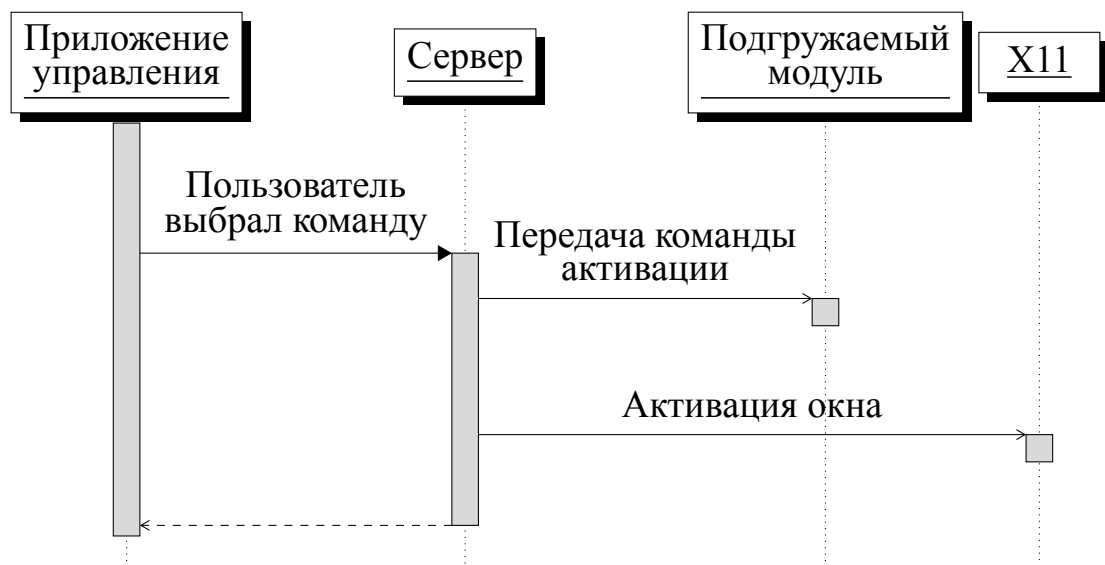 Приложение
управления
Сервер
Подгружаемый
модуль
X11
Пользователь
выбрал команду
Передача команды
активации
Активация окна